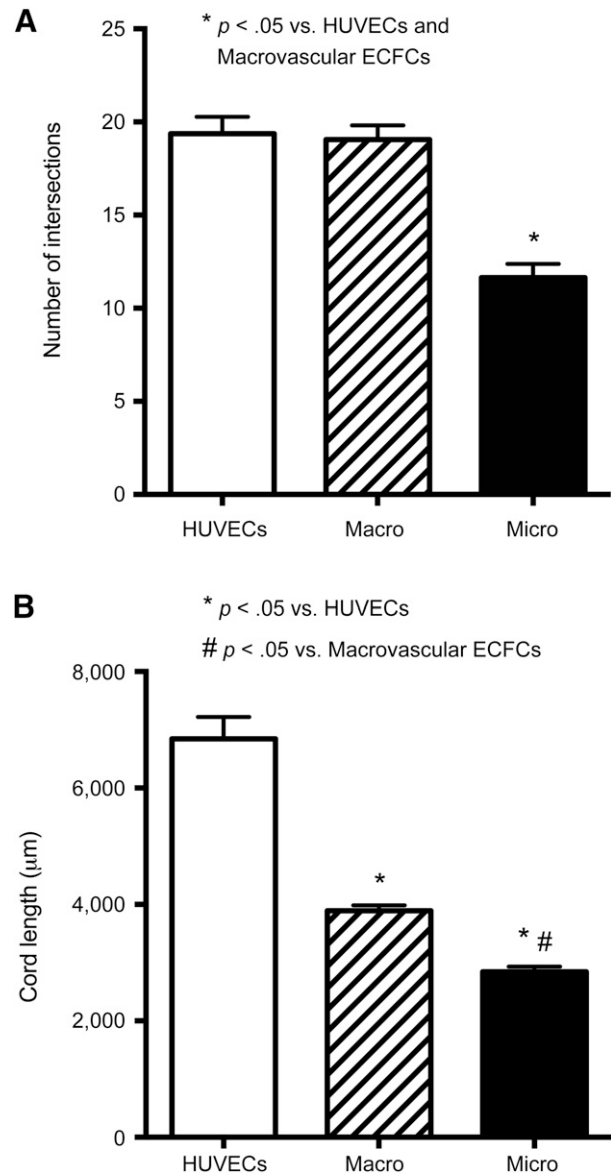 A
* p < .05 vs. HUVECs and
Macrovascular ECFCs
Number of intersections
25
20
15
10
5
0
*
HUVECs Macro Micro
B
* p < .05 vs. HUVECs
# p < .05 vs. Macrovascular ECFCs
Cord length (μm)
8,000
6,000
4,000
2,000
0
*
* #
HUVECs Macro Micro